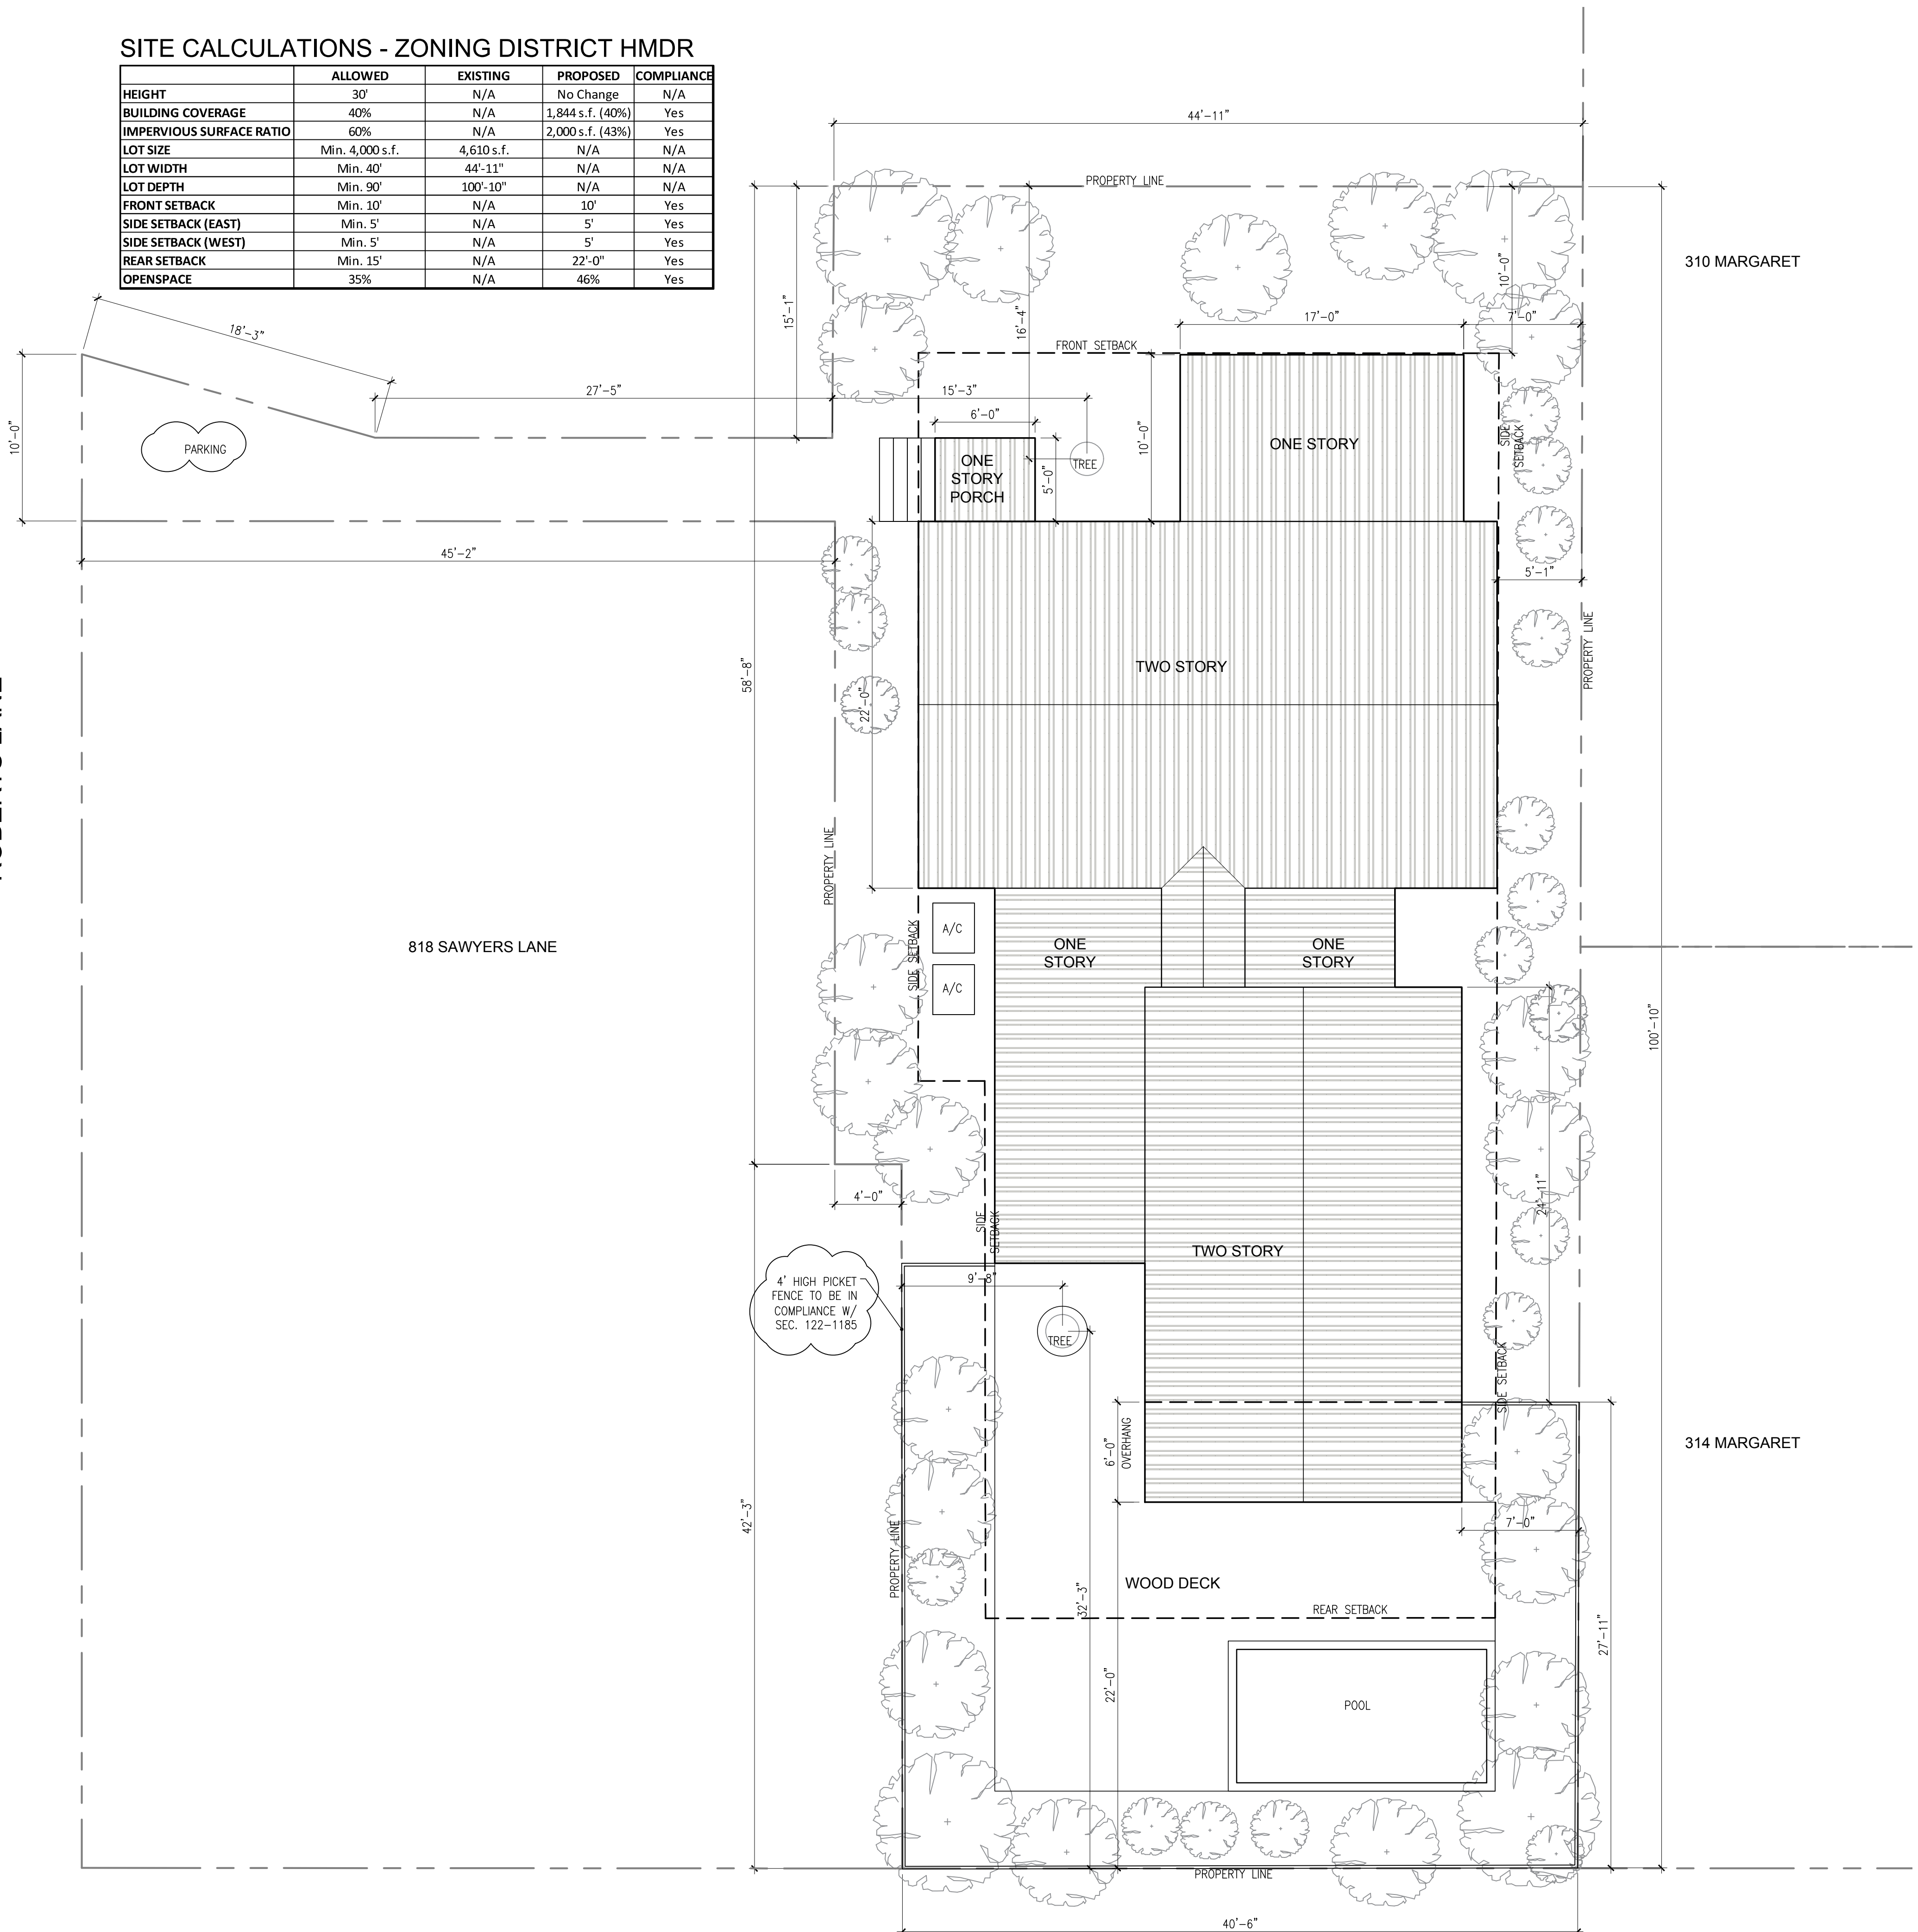 SITE CALCULATIONS - ZONING DISTRICT HMDR
ALLOWED EXISTING PROPOSED COMPLIANCE
HEIGHT 30' N/A No Change N/A
BUILDING COVERAGE 40% N/A 1,844 s.f. (40%) Yes
IMPERVIOUS SURFACE RATIO 60% N/A 2,000 s.f. (43%) Yes
LOT SIZE Min. 4,000 s.f. 4,610 s.f. N/A N/A
LOT WIDTH Min. 40' 44'-11" N/A N/A
LOT DEPTH Min. 90' 100'-10" N/A N/A
FRONT SETBACK Min. 10' N/A 10' Yes
SIDE SETBACK (EAST) Min. 5' N/A 5' Yes
SIDE SETBACK (WEST) Min. 5' N/A 5' Yes
REAR SETBACK Min. 15' N/A 22'-0" Yes
OPENSPACE 35% N/A 46% Yes
44'-11"
PROPERTY LINE
310 MARGARET
10'-0"
15'-1"
16'-4"
17'-0"
7'-0"
18'-3"
FRONT SETBACK
27'-5"
15'-3"
6'-0"
10'-0"
PARKING
ONE
STORY
PORCH
5'-0"
TREE
10'-0"
ONE STORY
SIDE
SETBACK
45'-2"
5'-1"
PROPERTY LINE
58'-8"
22'-0"
TWO STORY
PROPERTY LINE
818 SAWYERS LANE
SIDE SETBACK
A/C
A/C
ONE
STORY
ONE
STORY
100'-10"
4'-0"
24'-11"
SIDE
SETBACK
TWO STORY
4' HIGH PICKET
FENCE TO BE IN
COMPLIANCE W/
SEC. 122-1185
9'-8"
TREE
SIDE SETBACK
6'-0"
OVERHANG
314 MARGARET
42'-3"
PROPERTY LINE
7'-0"
WOOD DECK
32'-3"
REAR SETBACK
27'-11"
22'-0"
POOL
PROPERTY LINE
40'-6"